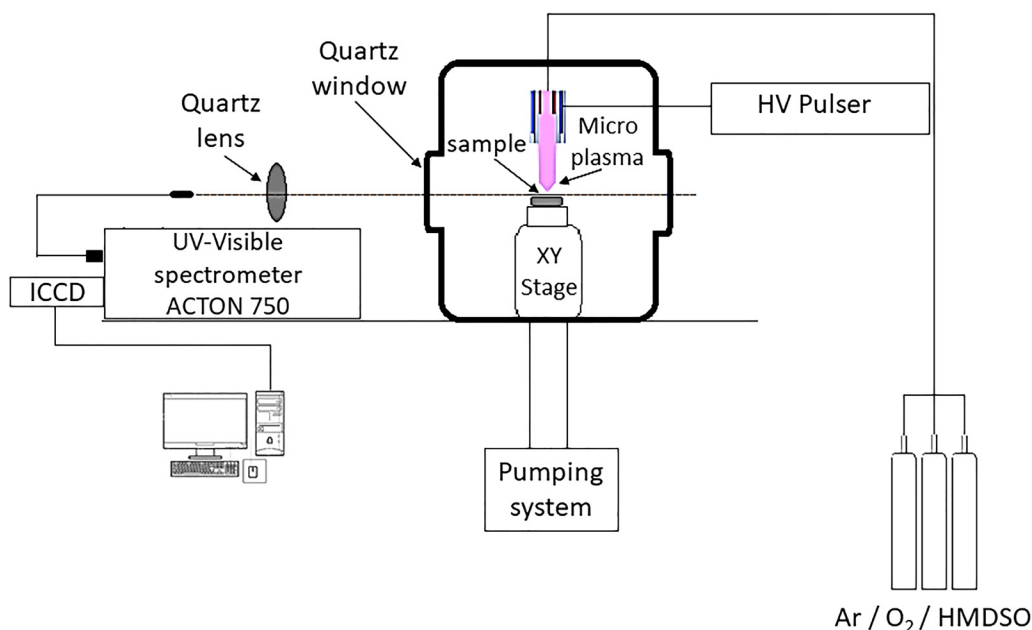 Quartz
window
HV Pulser
Quartz
lens
Micro
plasma
sample
UV-Visible
spectrometer
ACTON 750
ICCD
XY
Stage
Pumping
system
Ar / O₂ / HMDSO